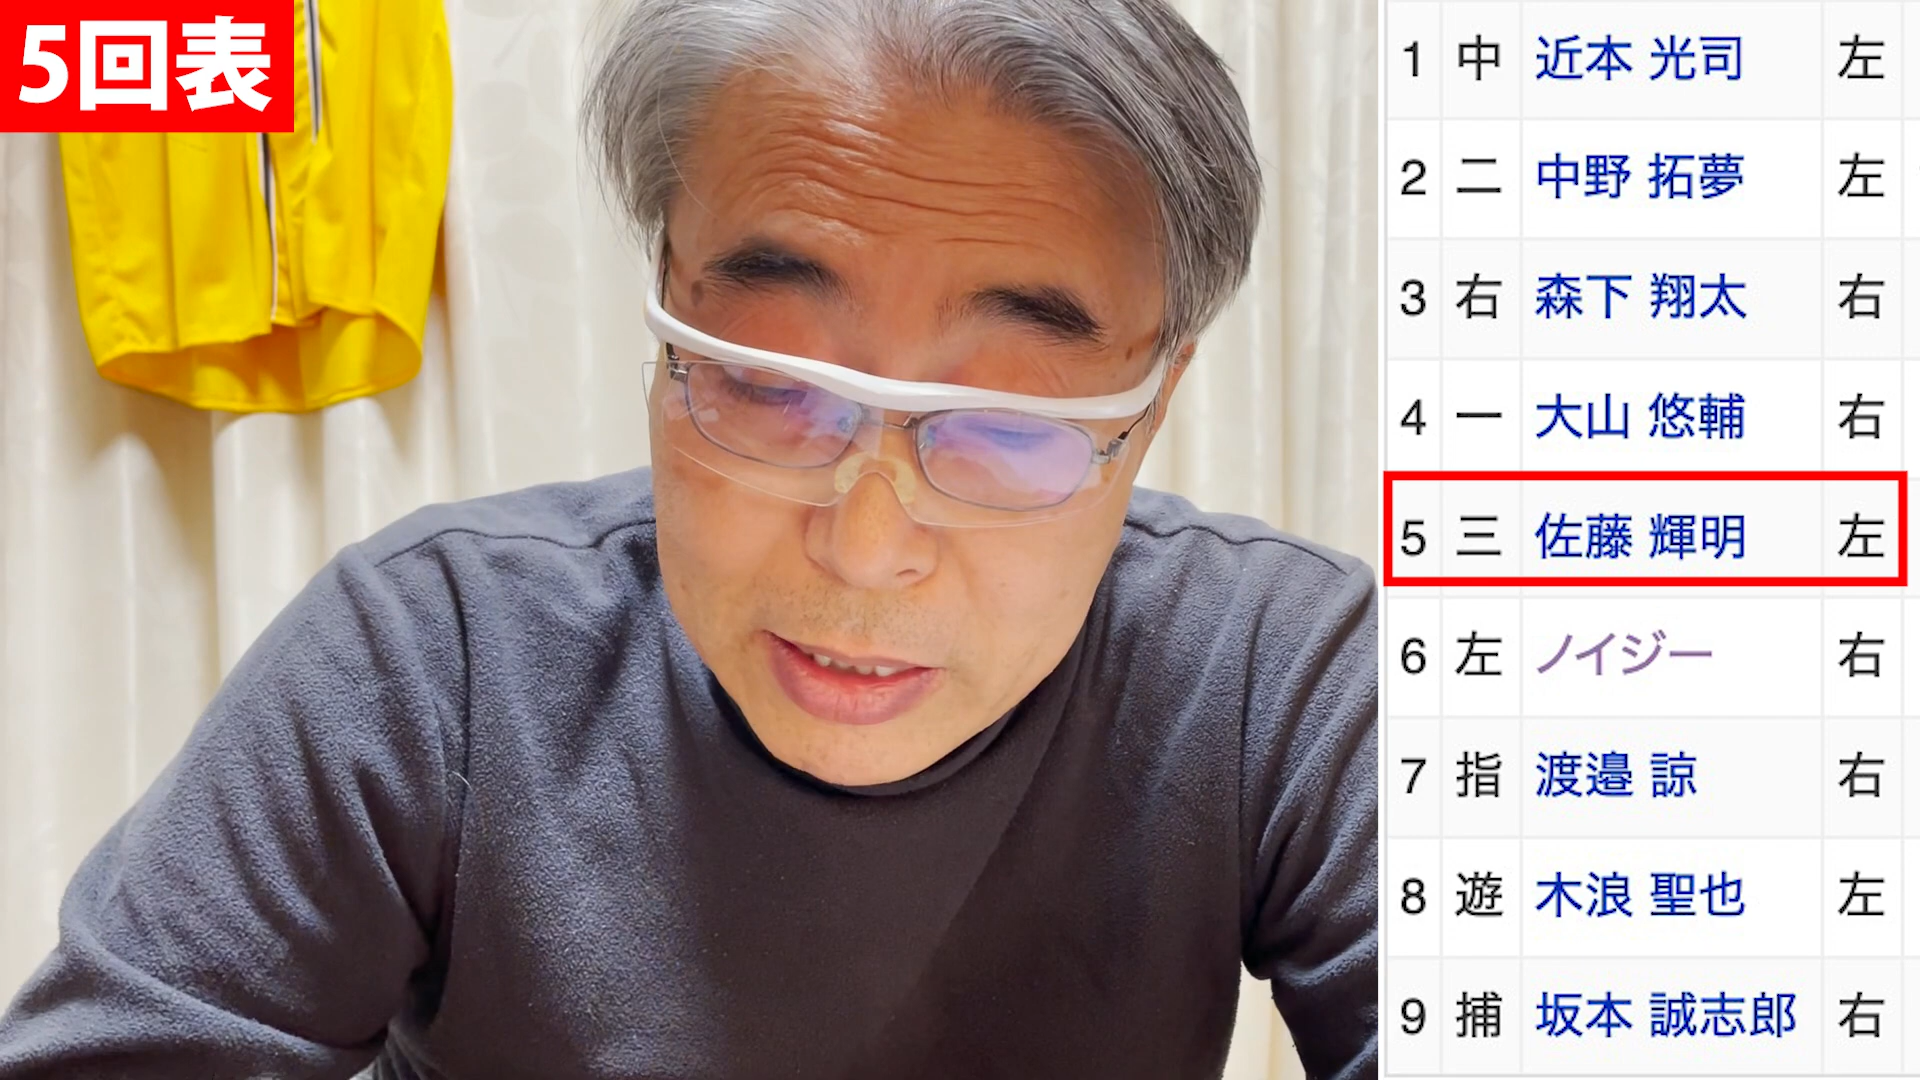 5回表
1 中 近本 光司 左
2 二 中野 拓夢 左
3 右 森下 翔太 右
4 一 大山 悠輔 右
5 三 佐藤 輝明 左
6 左 ノイジー 右
7 指 渡邉 諒 右
8 遊 木浪 聖也 左
9 捕 坂本 誠志郎 右